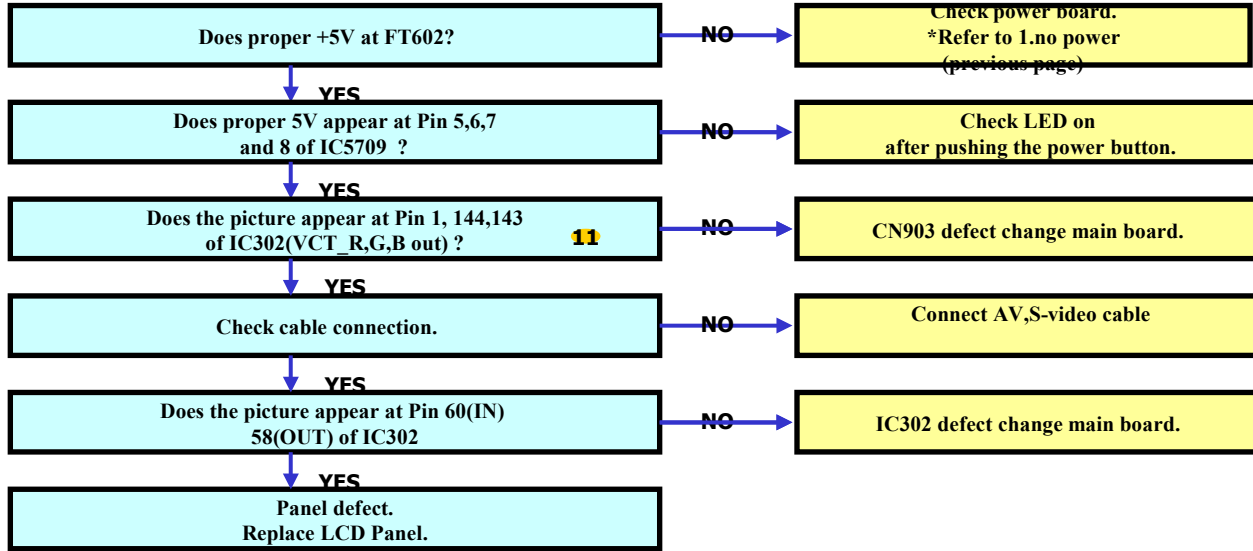 Does proper +5V at FT602?
NO
Check power board.
*Refer to 1.no power
(previous page)
YES
Does proper 5V appear at Pin 5,6,7
and 8 of IC5709 ?
NO
Check LED on
after pushing the power button.
YES
Does the picture appear at Pin 1, 144,143
of IC302(VCT_R,G,B out) ?
11
NO
CN903 defect change main board.
YES
Check cable connection.
NO
Connect AV,S-video cable
YES
Does the picture appear at Pin 60(IN)
58(OUT) of IC302
NO
IC302 defect change main board.
YES
Panel defect.
Replace LCD Panel.